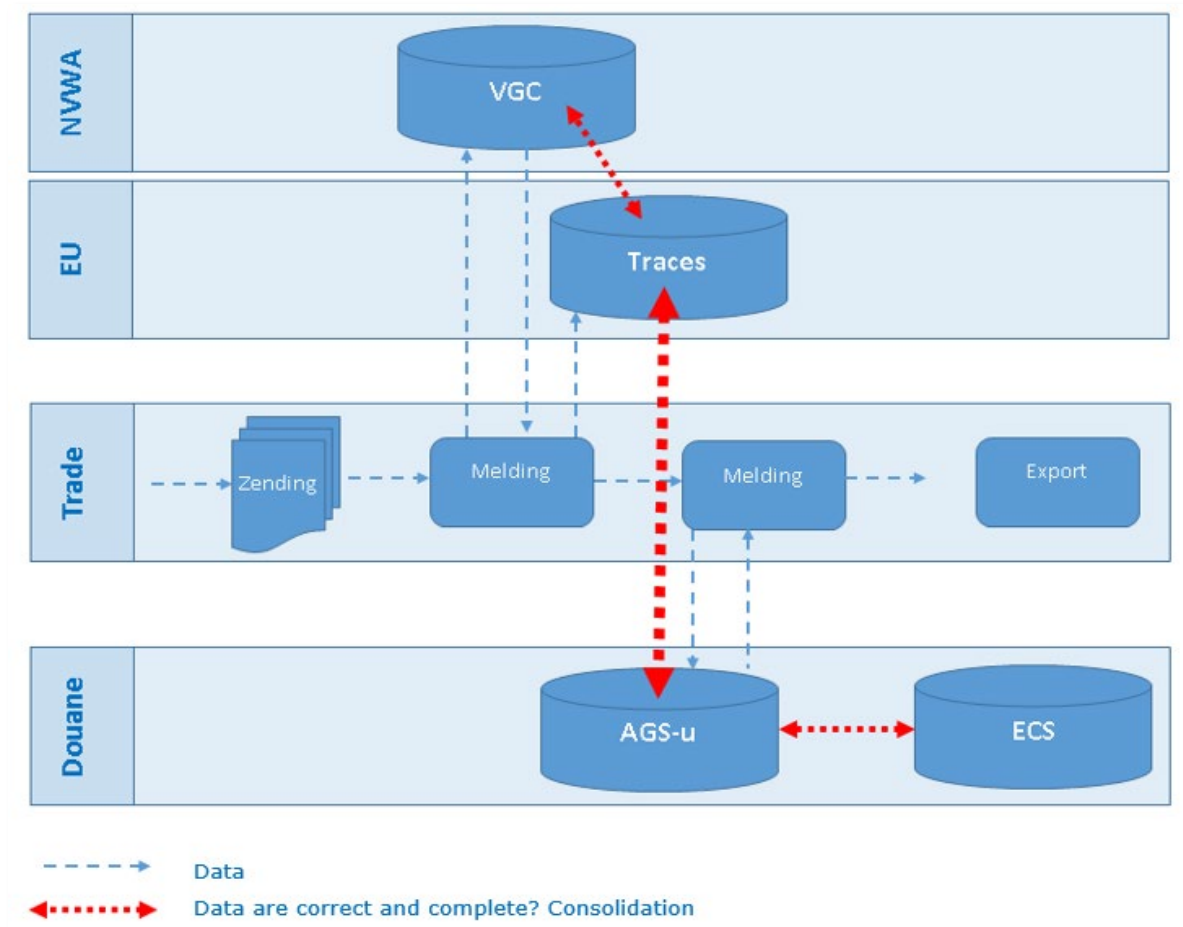 NVWA
VGC
EU
Traces
Trade
Zending
Melding
Melding
Export
Douane
AGS-u
ECS
Data
Data are correct and complete? Consolidation